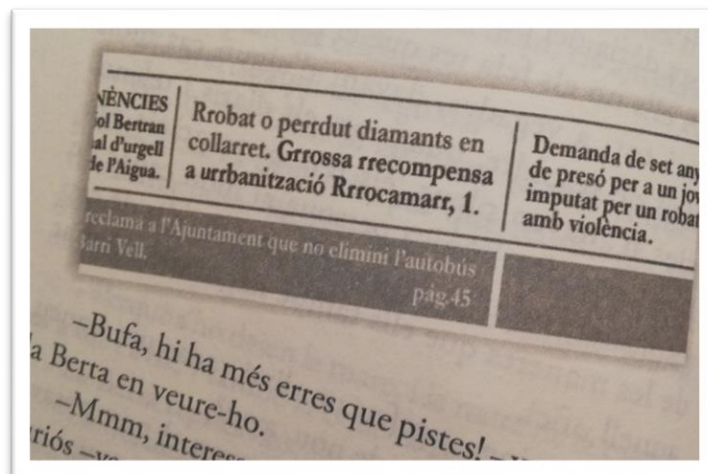 NÈNCIES
ol Bertran
al d'urgell
de l'Aigua.
Rrobat o perrdut diamants en
collarret. Grrossa rrecompensa
a urrbanització Rrrocamarr, 1.
Demanda de set any
de presó per a un jov
imputat per un robat
amb violència.
reclama a l'Ajuntament que no elimini l'autobús
Barri Vell.
pág.45
–Bufa, hi ha més erres que pistes! –
a Berta en veure-ho.
–Mmm, interes
riós –v